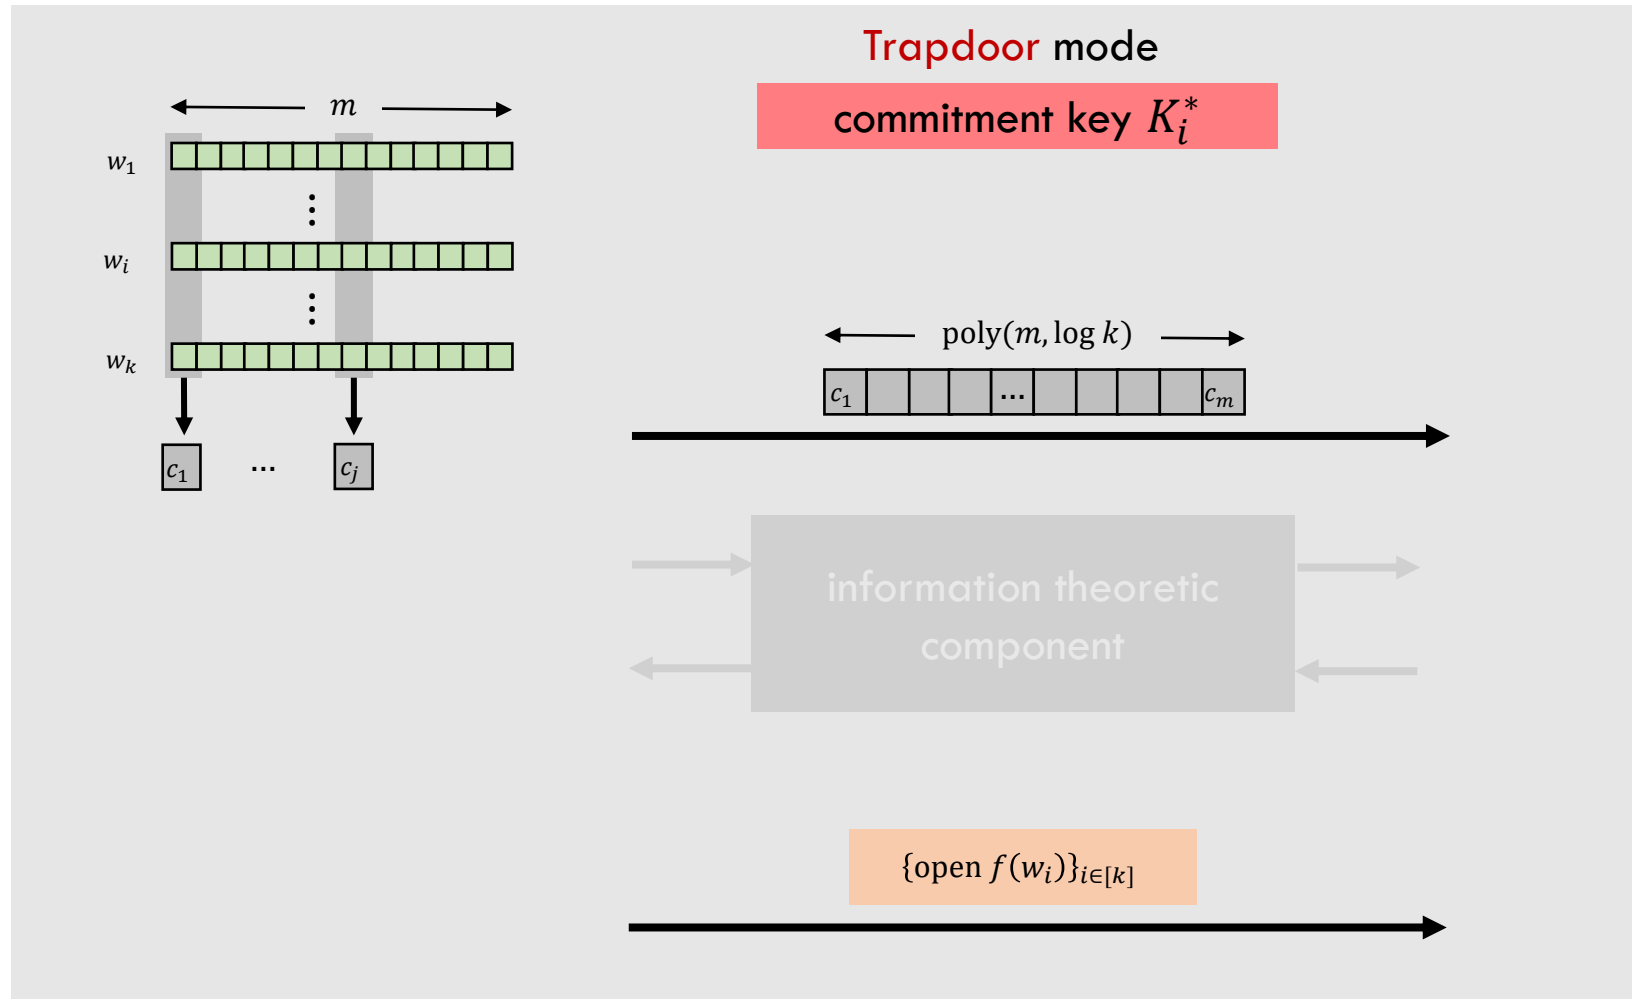 Trapdoor mode
commitment key $K_i^*$
$m$
$w_1$
⋮
$w_i$
⋮
$w_k$
$c_1$ ... $c_j$
poly($m$, log $k$)
$c_1$ ... $c_m$
information theoretic
component
{open $f(w_i)$}$_{i∈[k]}$